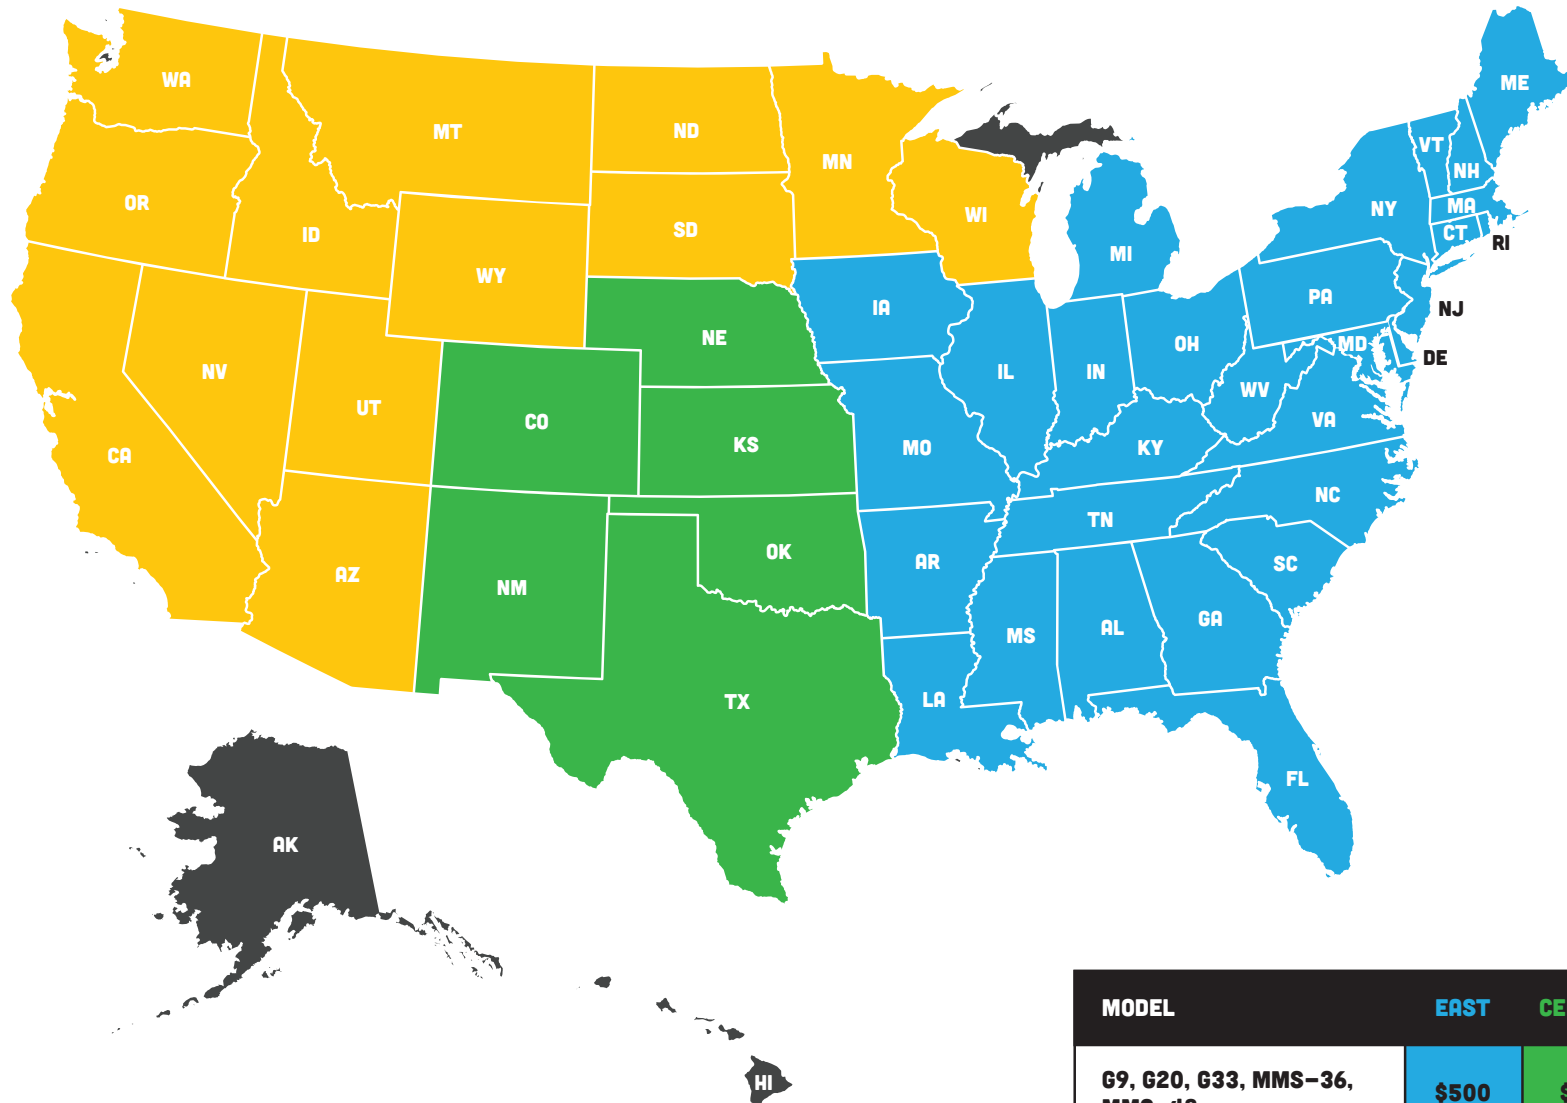 WA
MT
ND
MN
OR
ID
SD
WI
WY
ME
VT
NH
NY
MA
CT
RI
MI
PA
NJ
IA
NE
OH
MD
DE
NV
UT
CO
IL
IN
WV
VA
CA
KS
MO
KY
NC
TN
OK
AR
SC
AZ
NM
MS
AL
GA
TX
LA
FL
AK
HI
MODEL EAST CE
G9, G20, G33, MMS-36, $500 $